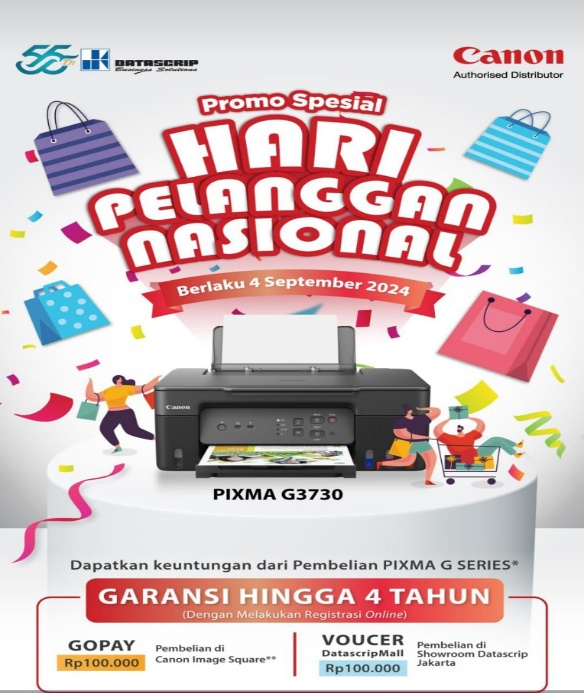 55th DATASCRIP
Business Solutions
Canon
Authorised Distributor
Promo Spesial
HARI
PELANGGAN
NASIONAL
Berlaku 4 September 2024
Canon
PIXMA G3730
Dapatkan keuntungan dari Pembelian PIXMA G SERIES*
GARANSI HINGGA 4 TAHUN
(Dengan Melakukan Registrasi Online)
GOPAY
Rp100.000
Pembelian di
Canon Image Square**
VOUCER
DatascripMall
Rp100.000
Pembelian di
Showroom Datascrip
Jakarta